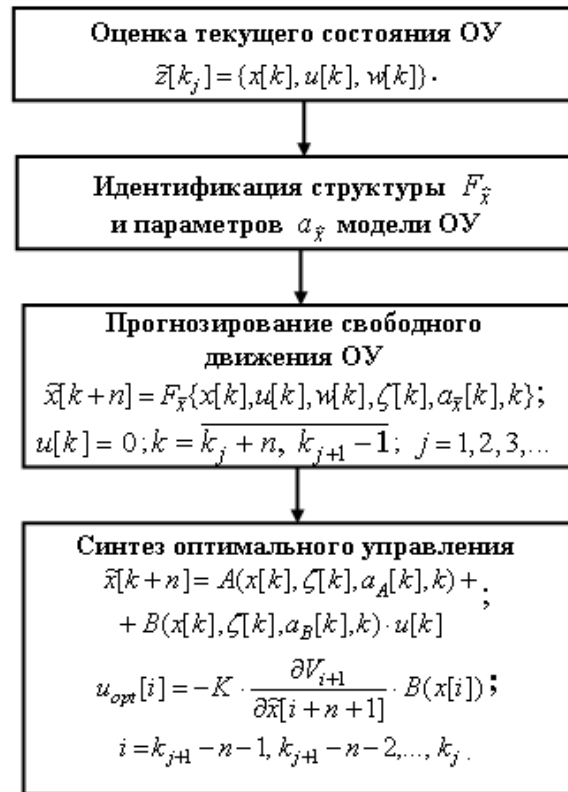 Оценка текущего состояния ОУ
z̃[k_j] = {x[k], u[k], w[k]}.
Идентификация структуры F_x̃
и параметров a_x̃ модели ОУ
Прогнозирование свободного
движения ОУ
x̃[k+n] = F_x̃{x[k],u[k],w[k],ζ[k],a_x̃[k],k};
u[k] = 0; k = \overline{k_j + n, k_{j+1} − 1}; j = 1,2,3,...
Синтез оптимального управления
x̃[k+n] = A(x[k],ζ[k],a_A[k],k) +
+ B(x[k],ζ[k],a_B[k],k)·u[k] ;
u_opt[i] = −K · ∂V_{i+1} / ∂x̃[i+n+1] · B(x[i]);
i = k_{j+1} − n − 1, k_{j+1} − n − 2,..., k_j.